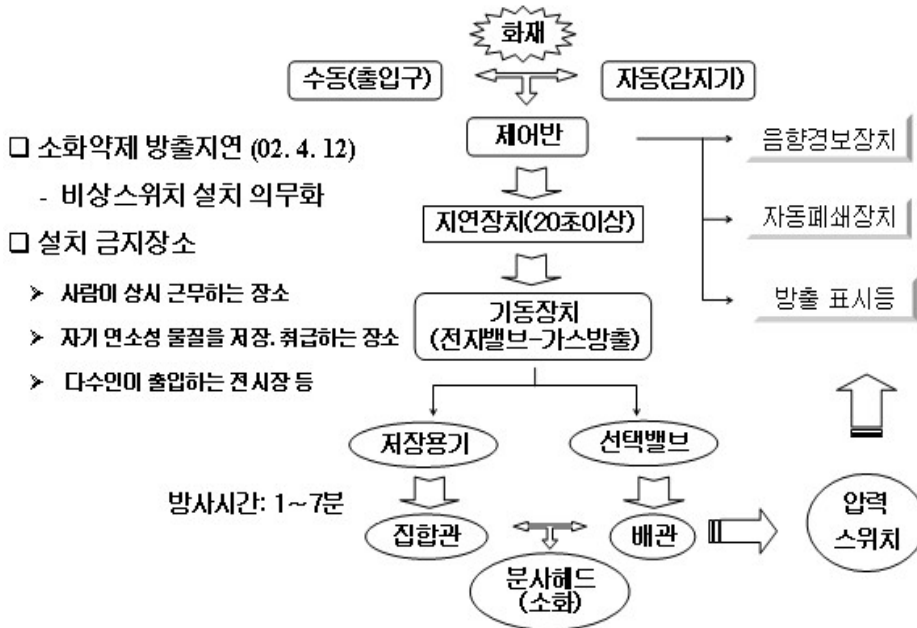 화재
수동(출입구)
자동(감지기)
제어반
음향경보장치
❑ 소화약제 방출지연 (02. 4. 12)
- 비상스위치 설치 의무화
지연장치(20초이상)
자동폐쇄장치
❑ 설치 금지장소
➢ 사람이 상시 근무하는 장소
➢ 자기 연소성 물질을 저장. 취급하는 장소
➢ 다수인이 출입하는 전시장 등
기동장치
(전자밸브-가스방출)
방출 표시등
저장용기
선택밸브
방사시간: 1~7분
집합관
배관
압력
스위치
분사헤드
(소화)